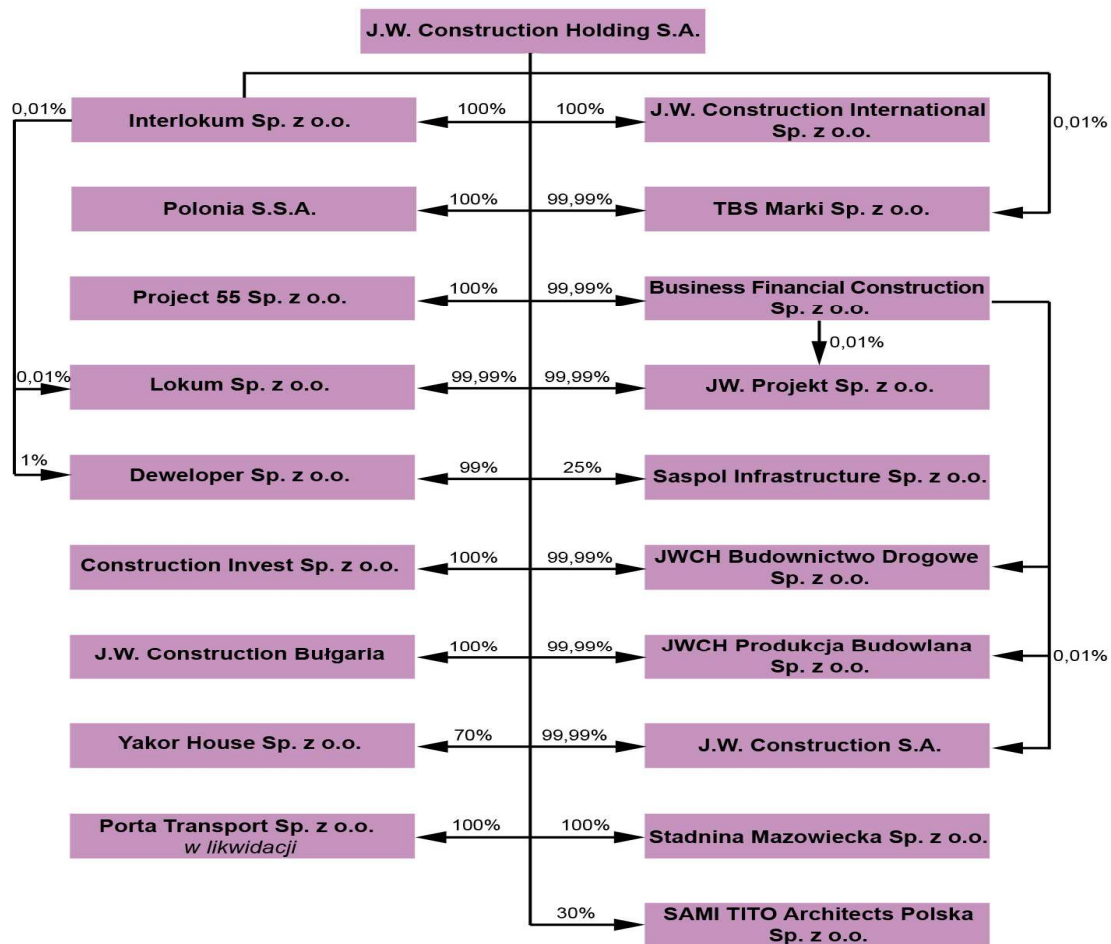 J.W. Construction Holding S.A.
0,01%
Interlokum Sp. z o.o.
100%
100%
J.W. Construction International
Sp. z o.o.
0,01%
Polonia S.S.A.
100%
99,99%
TBS Marki Sp. z o.o.
Project 55 Sp. z o.o.
100%
99,99%
Business Financial Construction
Sp. z o.o.
0,01%
0,01%
Lokum Sp. z o.o.
99,99%
99,99%
JW. Projekt Sp. z o.o.
1%
Deweloper Sp. z o.o.
99%
25%
Saspol Infrastructure Sp. z o.o.
Construction Invest Sp. z o.o.
100%
99,99%
JWCH Budownictwo Drogowe
Sp. z o.o.
J.W. Construction Bułgaria
100%
99,99%
JWCH Produkcja Budowlana
Sp. z o.o.
0,01%
Yakor House Sp. z o.o.
70%
99,99%
J.W. Construction S.A.
Porta Transport Sp. z o.o.
w likwidacji
100%
100%
Stadnina Mazowiecka Sp. z o.o.
30%
SAMI TITO Architects Polska
Sp. z o.o.